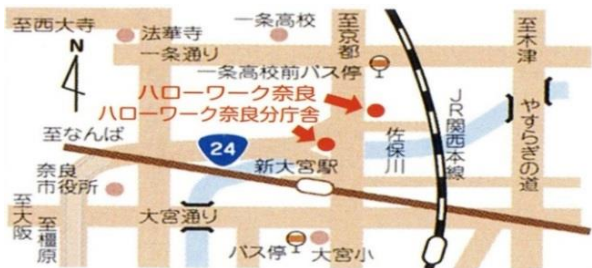 至西大寺
N
法華寺
一条通り
一条高校
至京都
一条高校前バス停
至木津
ハローワーク奈良
ハローワーク奈良分庁舎
至なんば
24
新大宮駅
佐保川
JR関西本線
やすらぎの道
奈良
市役所
至大阪
至橿原
大宮通り
バス停
大宮小